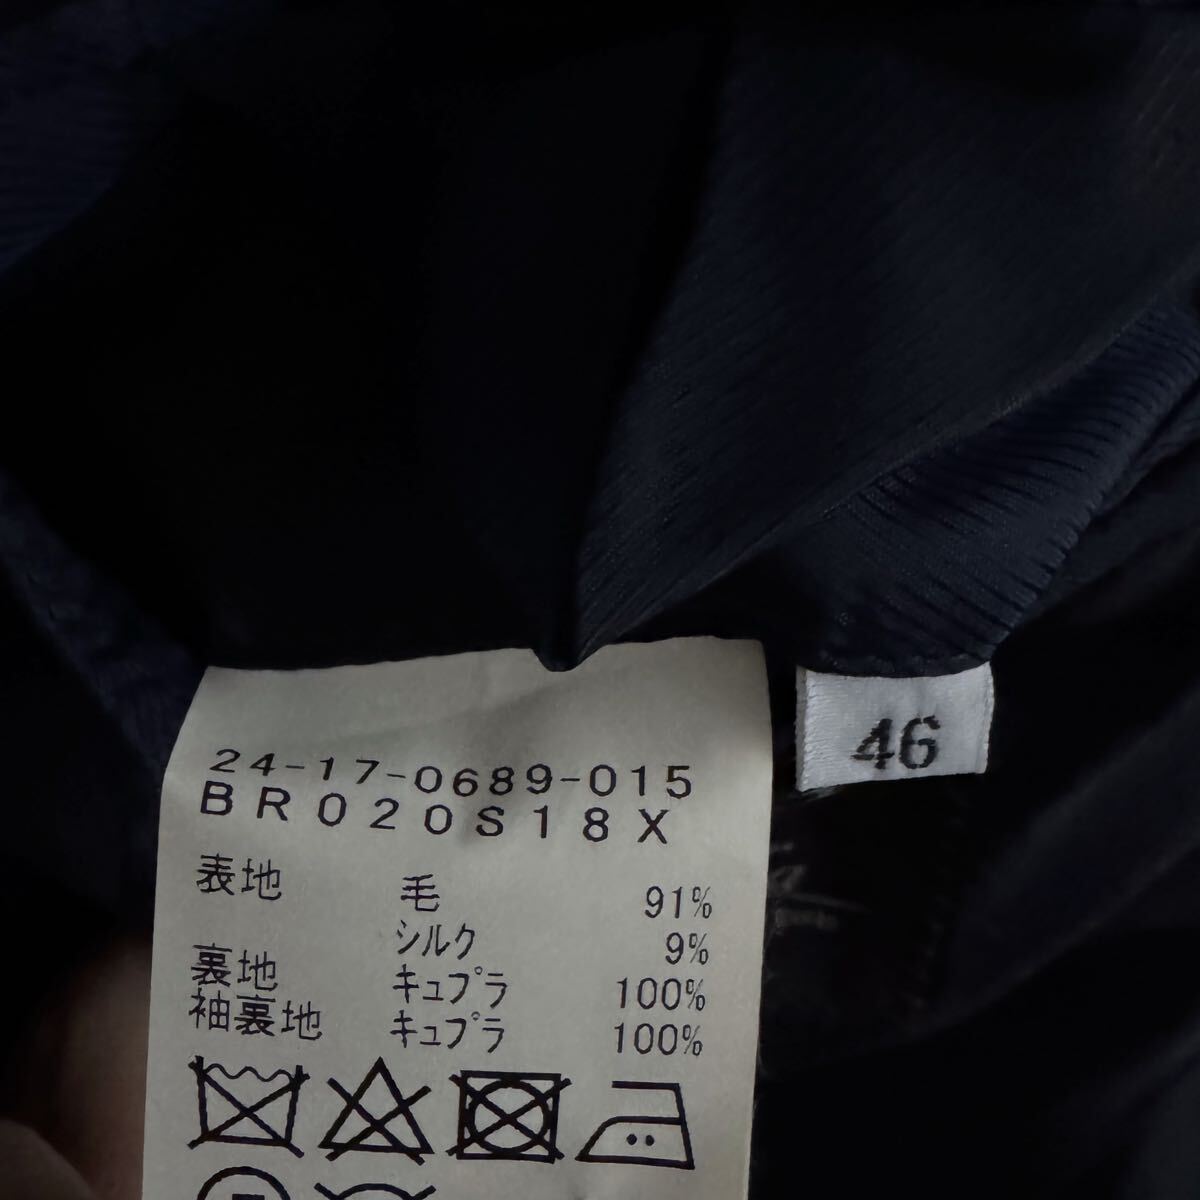 24-17-0689-015
BR020S18X
46
表地 毛 91%
シルク 9%
裏地 キュプラ 100%
袖裏地 キュプラ 100%